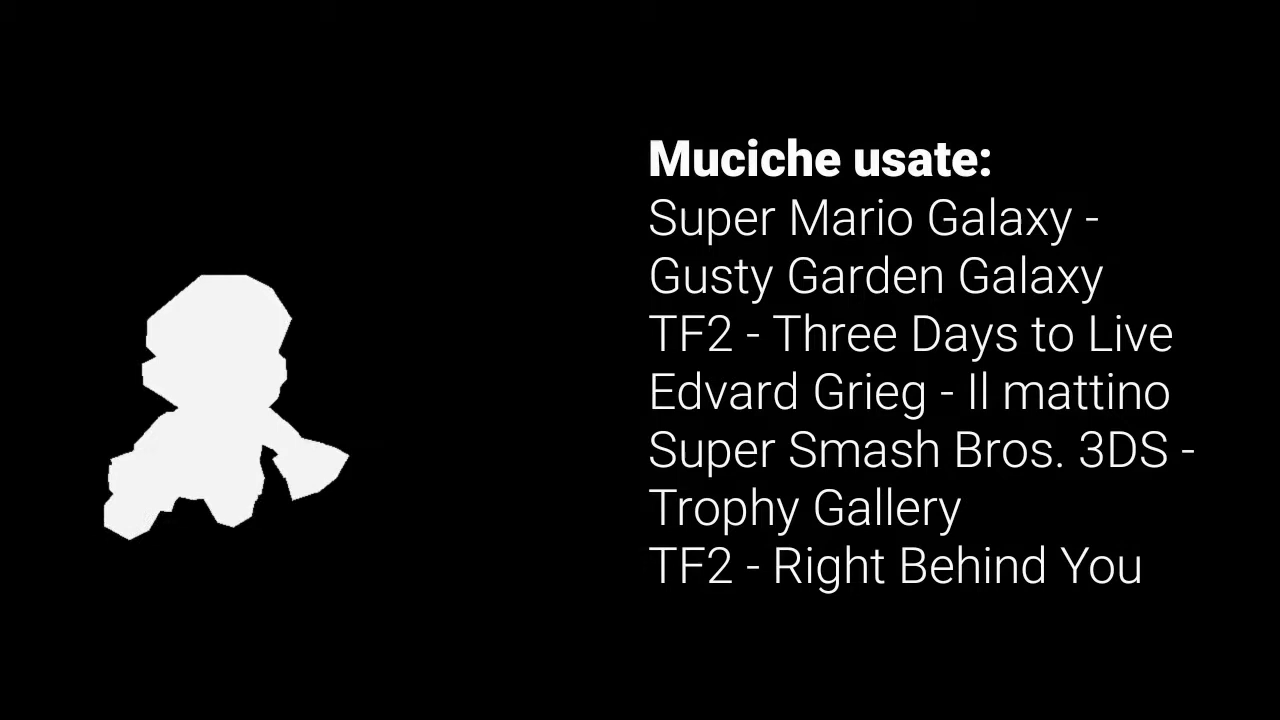 Muciche usate:
Super Mario Galaxy -
Gusty Garden Galaxy
TF2 - Three Days to Live
Edvard Grieg - Il mattino
Super Smash Bros. 3DS -
Trophy Gallery
TF2 - Right Behind You